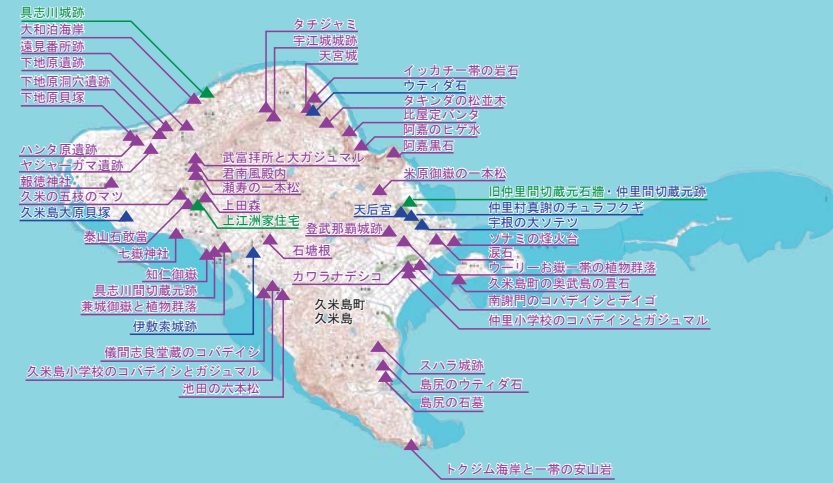 具志川城跡
大和泊海岸
遠見番所跡
下地原遺跡
下地原洞穴遺跡
下地原貝塚
タチジャミ
宇江城城跡
天宮城
イッカチ一帯の岩石
ウティダ石
タキンダの松並木
比屋定バンタ
阿嘉のヒゲ水
阿嘉黒石
ハンタ原遺跡
ヤジャーガマ遺跡
報徳神社
久米の五枝のマツ
久米島大原貝塚
武富拝所と大ガジュマル
君南風殿内
瀬寿の一本松
上田森
上江洲家住宅
米原御嶽の一本松
旧仲里間切蔵元石牆・仲里間切蔵元跡
天后宮
仲里村真謝のチュラフクギ
宇根の大ソテツ
登武那覇城跡
ツナミの烽火台
涙石
ウーリーお嶽一帯の植物群落
久米島町の奥武島の畳石
南謝門のコバデイシとデイゴ
仲里小学校のコバデイシとガジュマル
泰山石敢當
七嶽神社
知仁御嶽
具志川間切蔵元跡
兼城御嶽と植物群落
伊敷索城跡
石塘根
カワラナデシコ
久米島町
久米島
儀間志良堂蔵のコバデイシ
久米島小学校のコバデイシとガジュマル
池田の六本松
スハラ城跡
島尻のウティダ石
島尻の石墓
トクジム海岸と一帯の安山岩